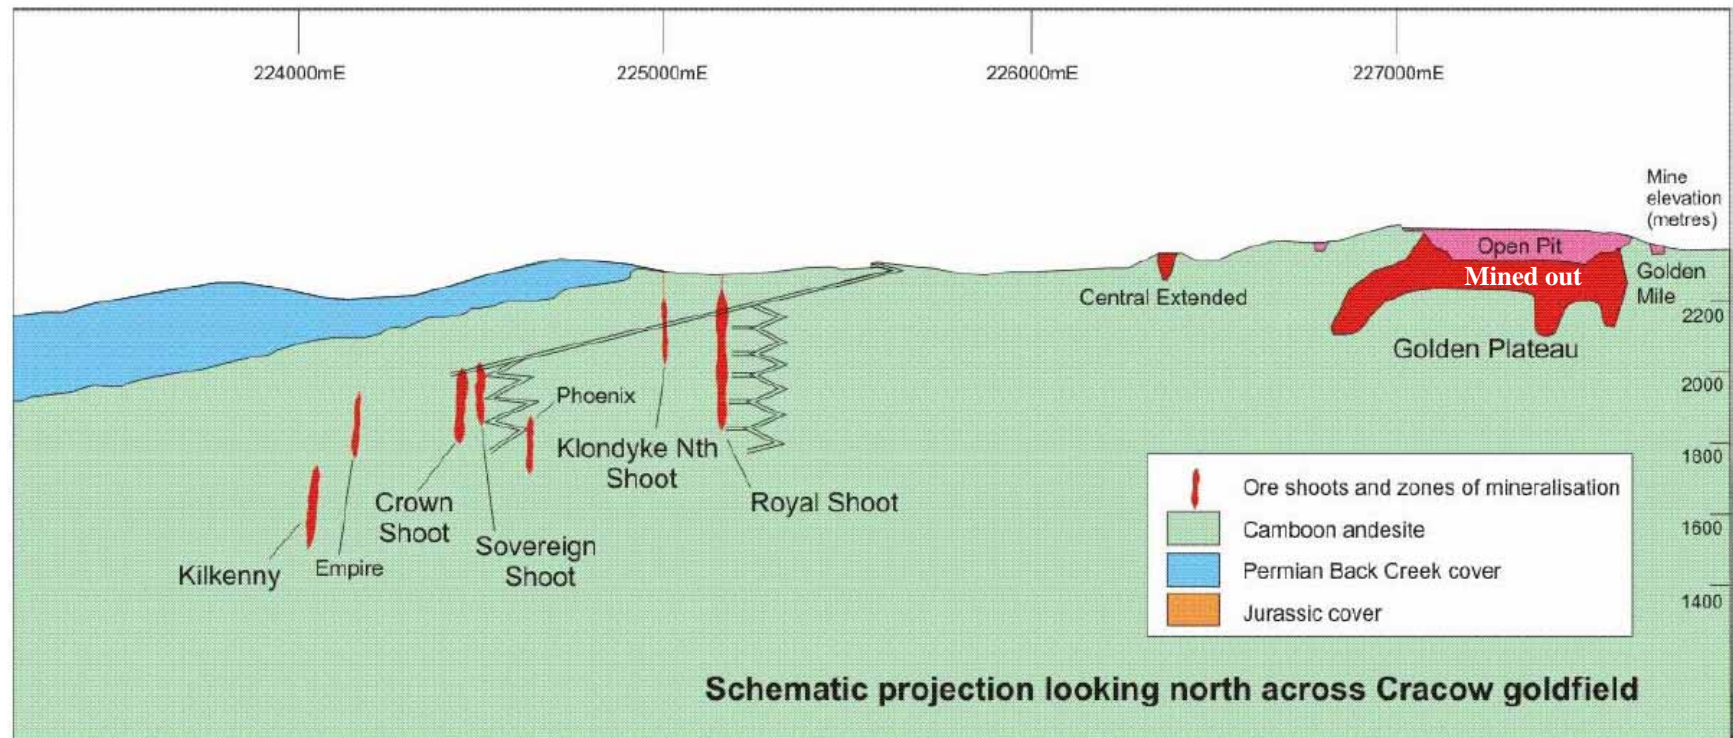 224000mE
225000mE
226000mE
227000mE
Mine
elevation
(metres)
Open Pit
Mined out
Golden
Mile
Central Extended
Golden Plateau
2200
2000
1800
1600
1400
Phoenix
Klondyke Nth
Shoot
Royal Shoot
Crown
Shoot
Sovereign
Shoot
Kilkenny
Empire
Ore shoots and zones of mineralisation
Camboon andesite
Permian Back Creek cover
Jurassic cover
Schematic projection looking north across Cracow goldfield